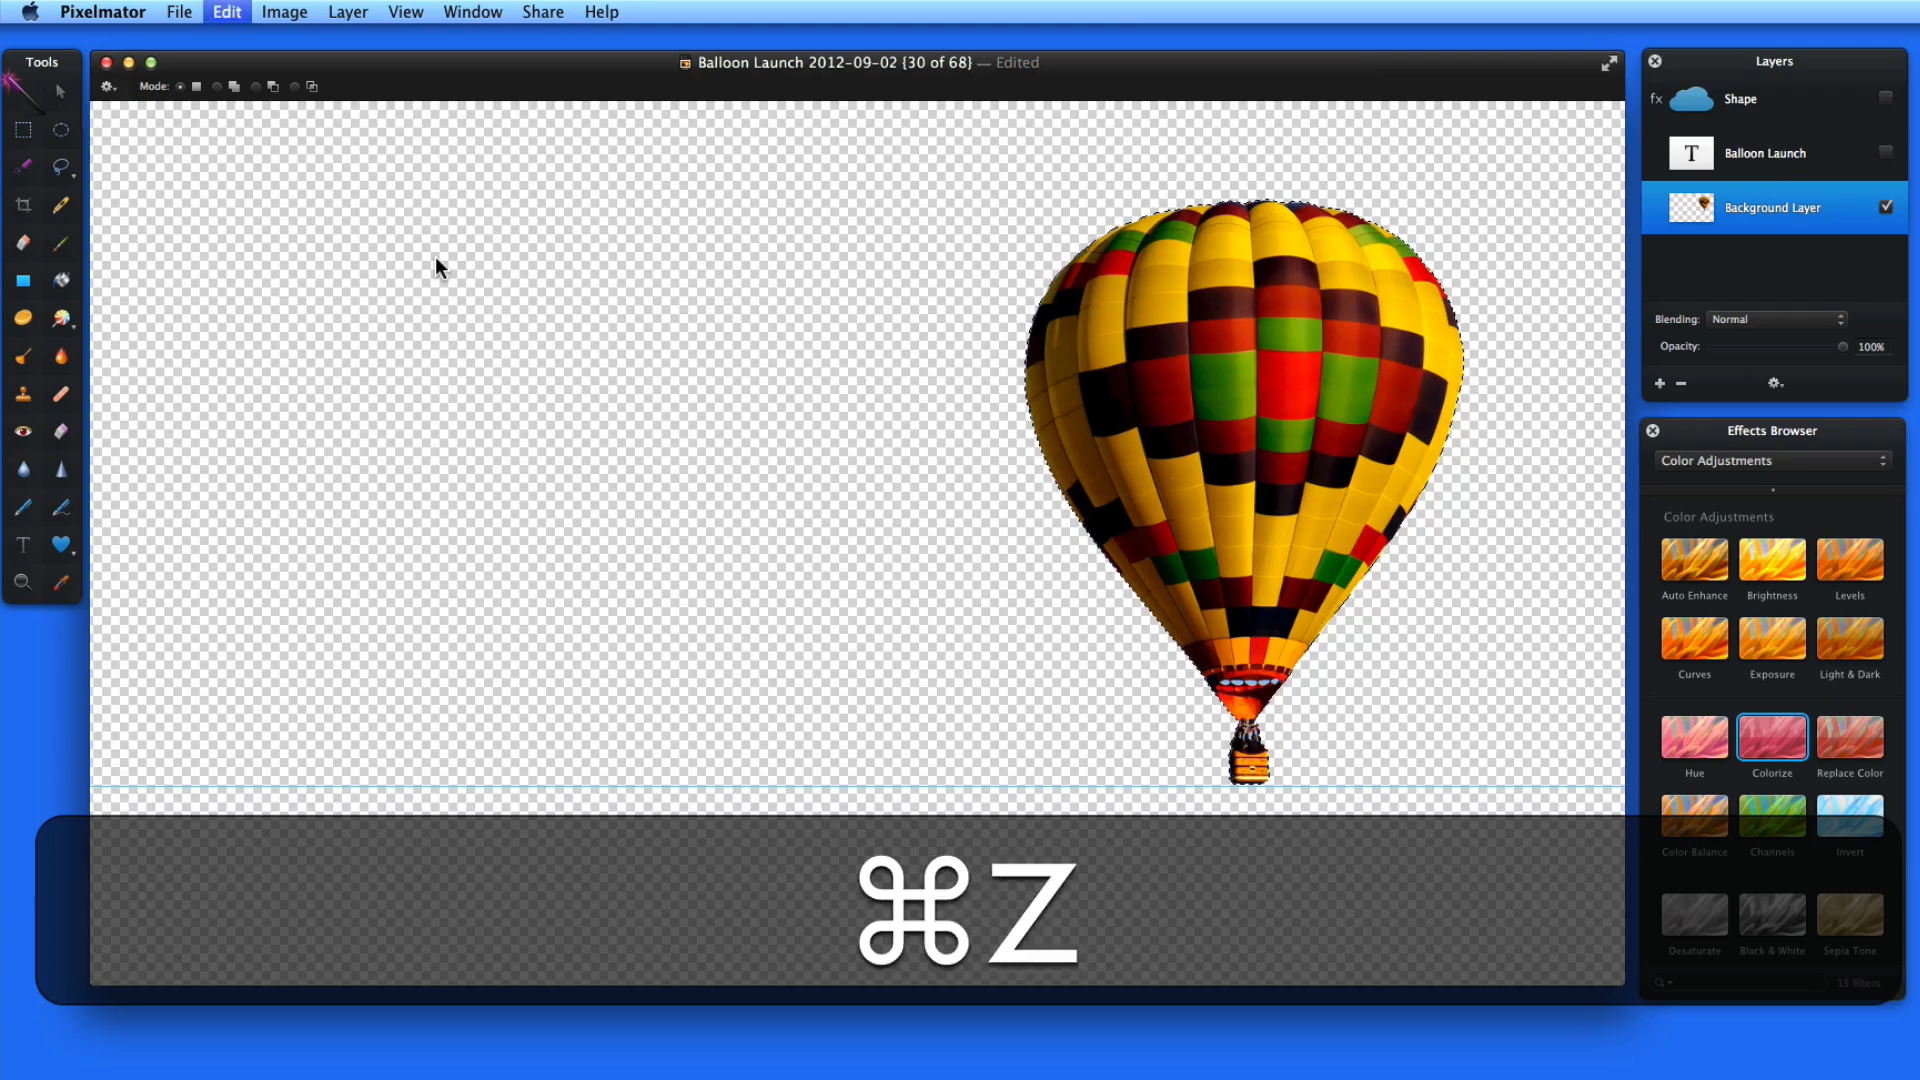 Pixelmator File Edit Image Layer View Window Share Help
Tools
Balloon Launch 2012-09-02 {30 of 68} — Edited
Mode:
Layers
fx Shape
T Balloon Launch
Background Layer
Blending: Normal
Opacity: 100%
Effects Browser
Color Adjustments
Color Adjustments
Auto Enhance Brightness Levels
Curves Exposure Light & Dark
Hue Colorize Replace Color
Color Balance Channels Invert
Desaturate Black & White Sepia Tone
15 filters
T
⌘Z